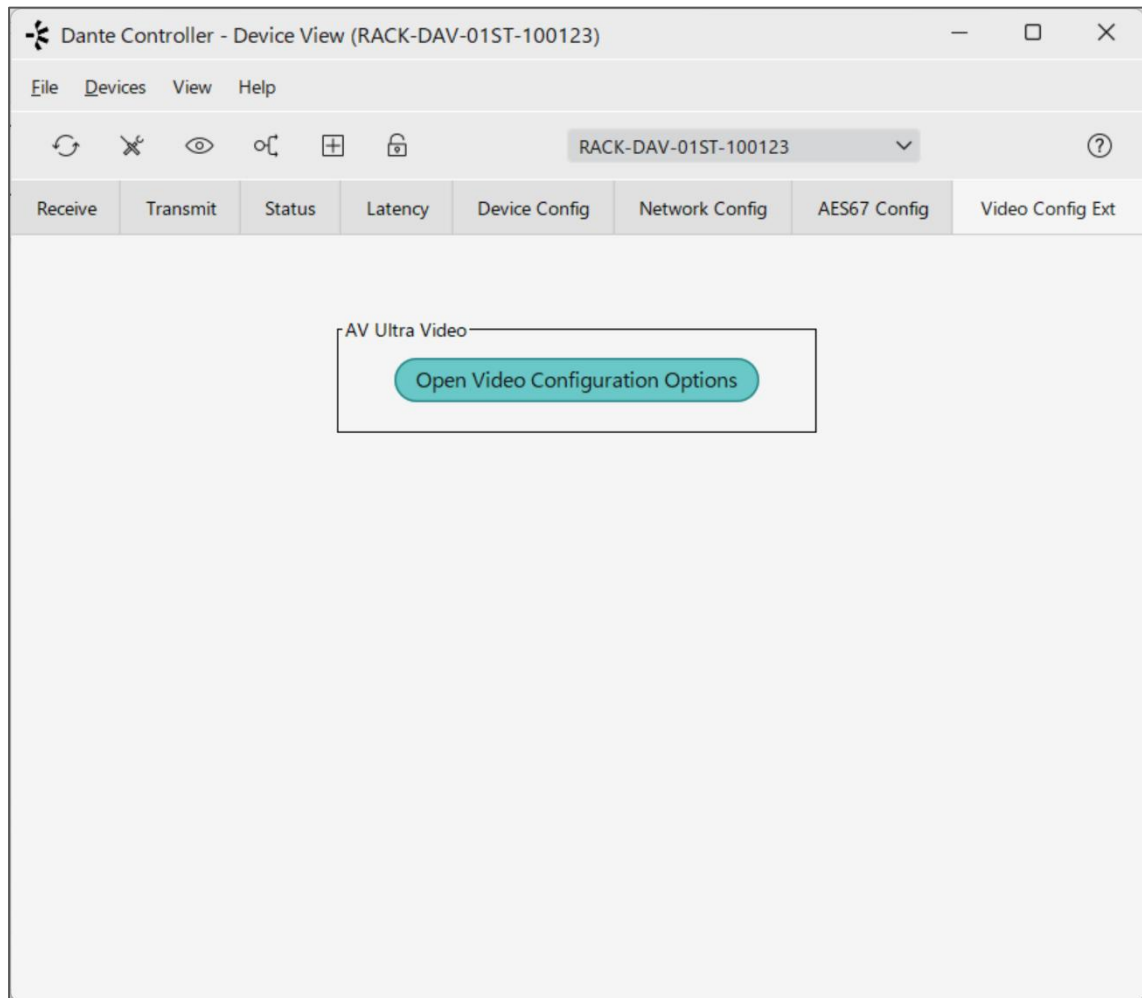 Dante Controller - Device View (RACK-DAV-01ST-100123)
File Devices View Help
RACK-DAV-01ST-100123
Receive Transmit Status Latency Device Config Network Config AES67 Config Video Config Ext
AV Ultra Video
Open Video Configuration Options